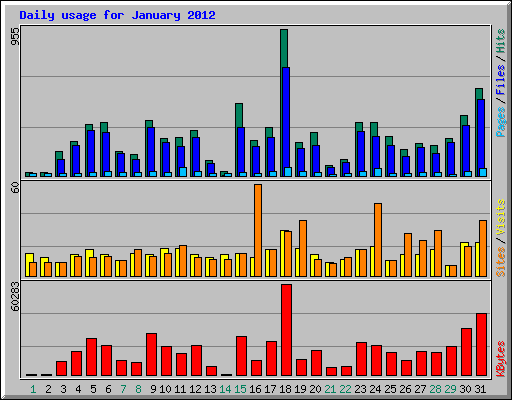 Daily usage for January 2012
955
Pages / Files / Hits
60
Sites / Visits
60283
KBytes
1 2 3 4 5 6 7 8 9 10 11 12 13 14 15 16 17 18 19 20 21 22 23 24 25 26 27 28 29 30 31